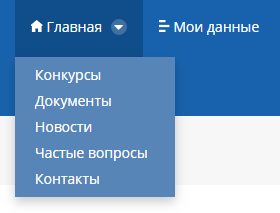 Главная Мои данные
Конкурсы
Документы
Новости
Частые вопросы
Контакты